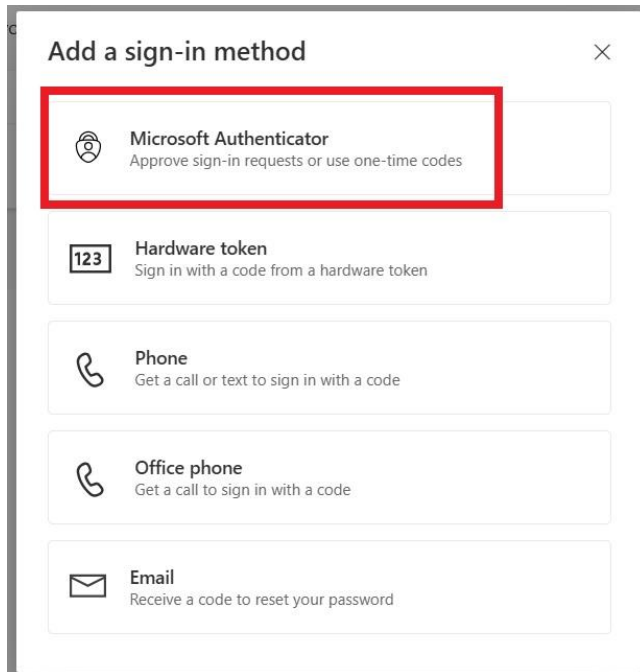 Add a sign-in method
Microsoft Authenticator
Approve sign-in requests or use one-time codes
123
Hardware token
Sign in with a code from a hardware token
Phone
Get a call or text to sign in with a code
Office phone
Get a call to sign in with a code
Email
Receive a code to reset your password